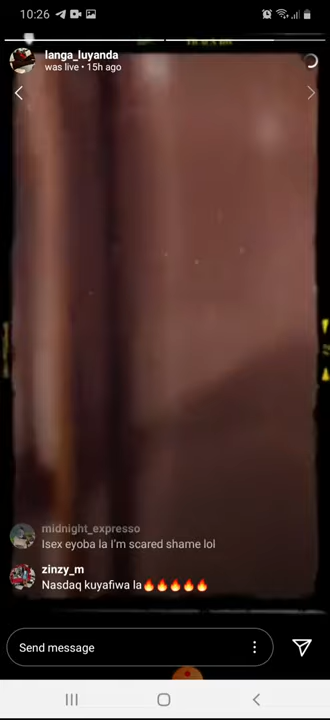 10:26
langa_luyanda
was live • 15h ago
midnight_expresso
Isex eyoba la I'm scared shame lol
zinzy_m
Nasdaq kuyafiwa la🔥🔥🔥🔥🔥
Send message